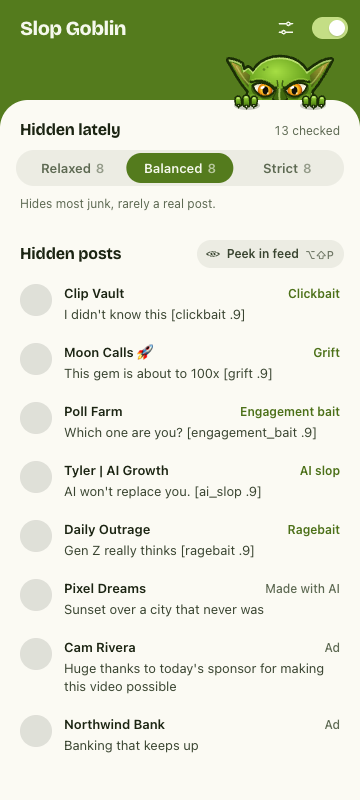 Slop Goblin
Hidden lately
13 checked
Relaxed 8
Balanced 8
Strict 8
Hides most junk, rarely a real post.
Hidden posts
Peek in feed ⌥⇧P
Clip Vault
Clickbait
I didn't know this [clickbait .9]
Moon Calls 🚀
Grift
This gem is about to 100x [grift .9]
Poll Farm
Engagement bait
Which one are you? [engagement_bait .9]
Tyler | AI Growth
AI slop
AI won't replace you. [ai_slop .9]
Daily Outrage
Ragebait
Gen Z really thinks [ragebait .9]
Pixel Dreams
Made with AI
Sunset over a city that never was
Cam Rivera
Ad
Huge thanks to today's sponsor for making
this video possible
Northwind Bank
Ad
Banking that keeps up